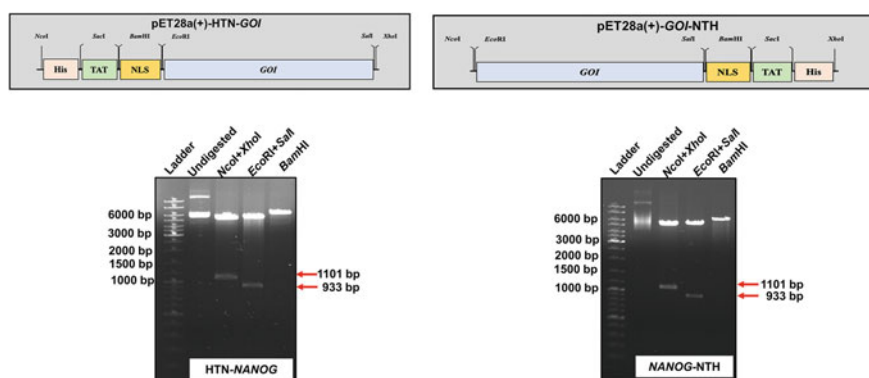 pET28a(+)-HTN-GOI
NcoI SacI BamHI EcoRI SalI XhoI
His TAT NLS GOI
pET28a(+)-GOI-NTH
NcoI EcoRI SalI BamHI SacI XhoI
GOI NLS TAT His
Ladder Undigested NcoI+XhoI EcoRI+SalI BamHI
6000 bp
3000 bp
2000 bp
1500 bp
1000 bp
1101 bp
933 bp
HTN-NANOG
Ladder Undigested NcoI+XhoI EcoRI+SalI BamHI
6000 bp
3000 bp
2000 bp
1500 bp
1000 bp
1101 bp
933 bp
NANOG-NTH